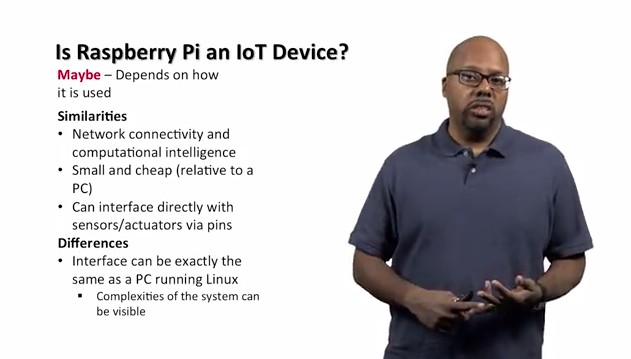 Is Raspberry Pi an IoT Device?
Maybe – Depends on how
it is used
Similarities
• Network connectivity and
computational intelligence
• Small and cheap (relative to a
PC)
• Can interface directly with
sensors/actuators via pins
Differences
• Interface can be exactly the
same as a PC running Linux
▪ Complexities of the system can
be visible